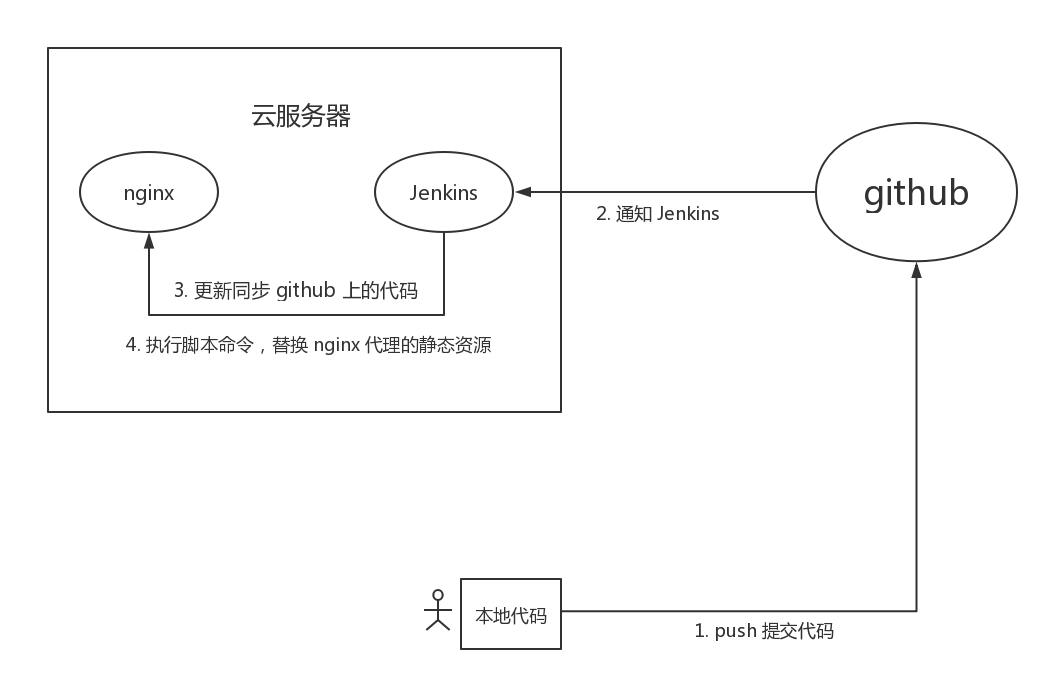 云服务器
nginx
Jenkins
github
2. 通知 Jenkins
3. 更新同步 github 上的代码
4. 执行脚本命令，替换 nginx 代理的静态资源
本地代码
1. push 提交代码